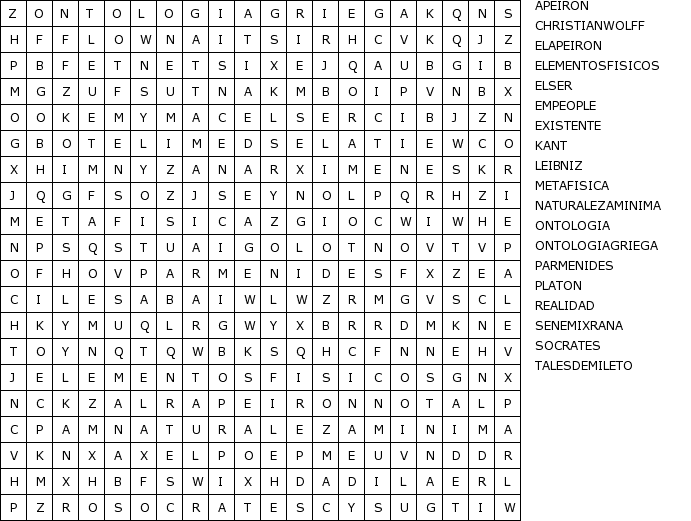 Z O N T O L O G I A G R I E G A K Q N S
H F F L O W N A I T S I R H C V K Q J Z
P B F E T N E T S I X E J Q A U B G I B
M G Z U F S U T N A K M B O I P V N B X
O O K E M Y M A C E L S E R C I B J Z N
G B O T E L I M E D S E L A T I E W C O
X H I M N Y Z A N A R X I M E N E S K R
J Q G F S O Z J S E Y N O L P Q R H Z I
M E T A F I S I C A Z G I O C W I W H E
N P S Q S T U A I G O L O T N O V T V P
O F H O V P A R M E N I D E S F X Z E A
C I L E S A B A I W L W Z R M G V S C L
H K Y M U Q L R G W Y X B R R D M K N E
T O Y N Q T Q W B K S Q H C F N N E H V
J E L E M E N T O S F I S I C O S G N X
N C K Z A L R A P E I R O N N O T A L P
C P A M N A T U R A L E Z A M I N I M A
V K N X A X E L P O E P M E U V N D D R
H M X H B F S W I X H D A D I L A E R L
P Z R O S O C R A T E S C Y S U G T I W
APEIRON
CHRISTIANWOLFF
ELAPEIRON
ELEMENTOSFISICOS
ELSER
EMPEOPLE
EXISTENTE
KANT
LEIBNIZ
METAFISICA
NATURALEZAMINIMA
ONTOLOGIA
ONTOLOGIAGRIEGA
PARMENIDES
PLATON
REALIDAD
SENEMIXRANA
SOCRATES
TALESDEMILETO